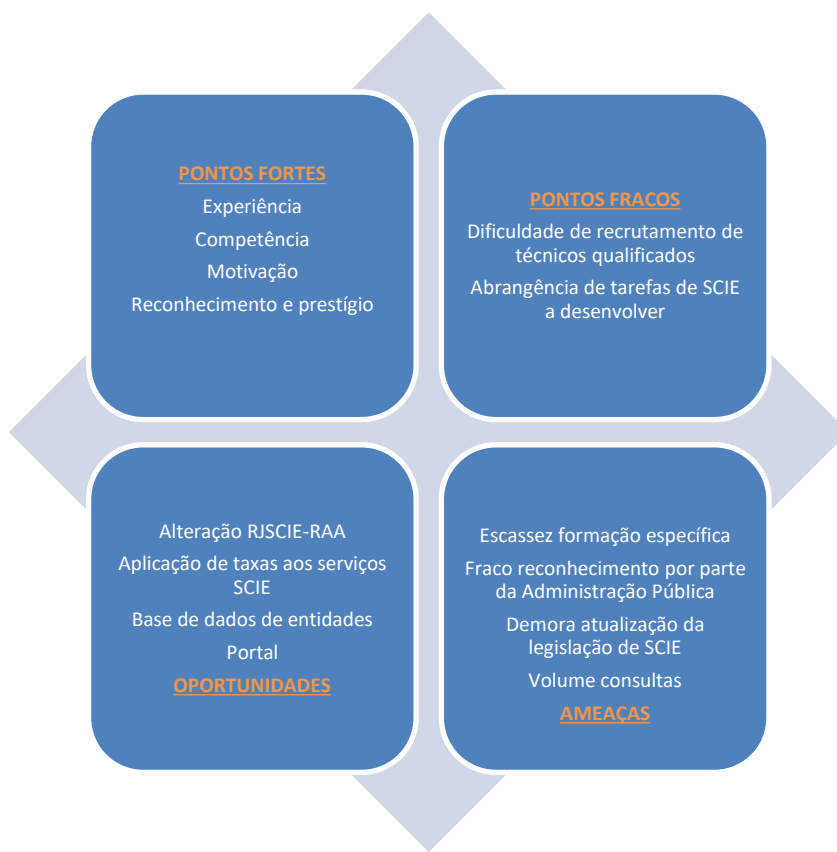 PONTOS FORTES
Experiência
Competência
Motivação
Reconhecimento e prestígio
PONTOS FRACOS
Dificuldade de recrutamento de
técnicos qualificados
Abrangência de tarefas de SCIE
a desenvolver
Alteração RJSCIE-RAA
Aplicação de taxas aos serviços
SCIE
Base de dados de entidades
Portal
OPORTUNIDADES
Escassez formação específica
Fraco reconhecimento por parte
da Administração Pública
Demora atualização da
legislação de SCIE
Volume consultas
AMEAÇAS